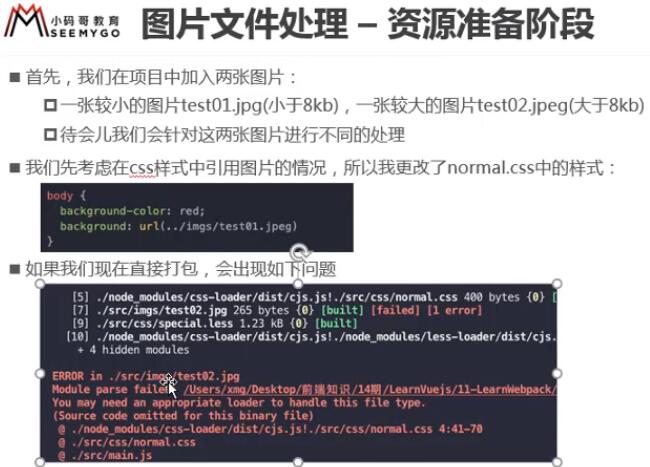 小码哥教育
SEEMYGO
图片文件处理 – 资源准备阶段
首先，我们在项目中加入两张图片：
一张较小的图片test01.jpg(小于8kb)，一张较大的图片test02.jpeg(大于8kb)
待会儿我们会针对这两张图片进行不同的处理
我们先考虑在css样式中引用图片的情况，所以我更改了normal.css中的样式：
body {
background-color: red;
background: url(../imgs/test01.jpeg)
}
如果我们现在直接打包，会出现如下问题
[5] ./node_modules/css-loader/dist/cjs.js!./src/css/normal.css 400 bytes {0} [
[7] ./src/imgs/test02.jpg 265 bytes {0} [built] [failed] [1 error]
[9] ./src/css/special.less 1.23 kB {0} [built]
[10] ./node_modules/css-loader/dist/cjs.js!./node_modules/less-loader/dist/cj
+ 4 hidden modules
ERROR in ./src/imgs/test02.jpg
Module parse failed: /Users/xmg/Desktop/前端知识/14期/LearnVuejs/11-LearnWebpack/
You may need an appropriate loader to handle this file type.
(Source code omitted for this binary file)
@ ./node_modules/css-loader/dist/cjs.js!./src/css/normal.css 4:41-70
@ ./src/css/normal.css
@ ./src/main.js